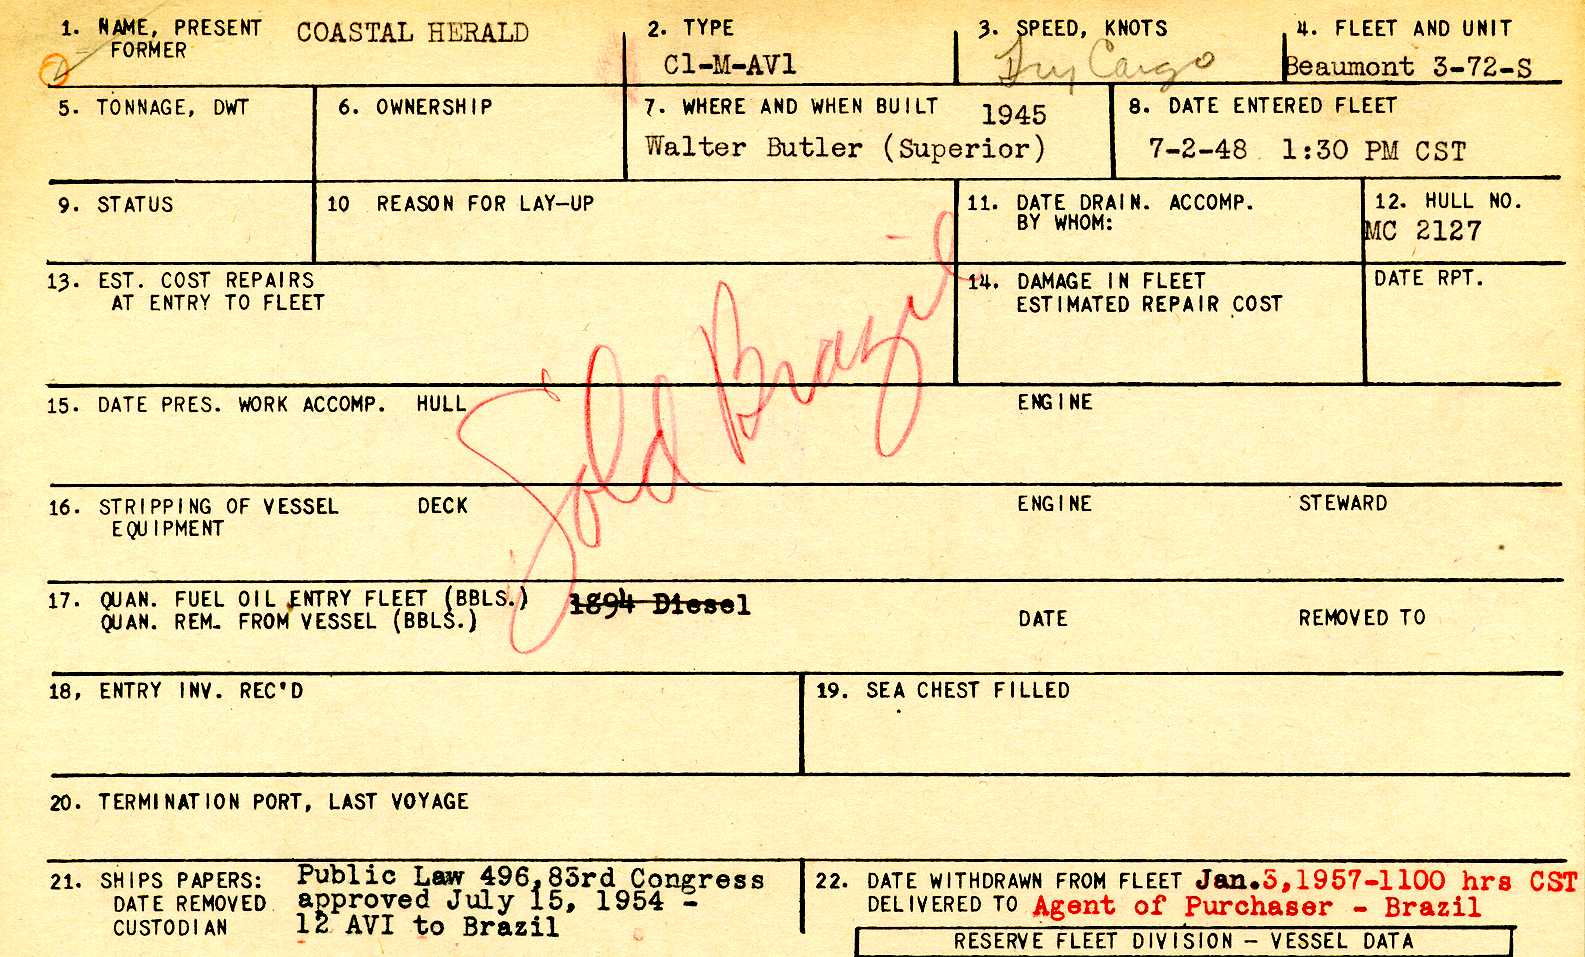 1. NAME, PRESENT COASTAL HERALD
FORMER
2. TYPE
C1-M-AV1
3. SPEED, KNOTS
Dry Cargo
4. FLEET AND UNIT
Beaumont 3-72-S
5. TONNAGE, DWT
6. OWNERSHIP
7. WHERE AND WHEN BUILT 1945
Walter Butler (Superior)
8. DATE ENTERED FLEET
7-2-48 1:30 PM CST
9. STATUS
10 REASON FOR LAY-UP
11. DATE DRAIN. ACCOMP.
BY WHOM:
12. HULL NO.
MC 2127
13. EST. COST REPAIRS
AT ENTRY TO FLEET
14. DAMAGE IN FLEET
ESTIMATED REPAIR COST
DATE RPT.
Sold Brazil
15. DATE PRES. WORK ACCOMP. HULL ENGINE
16. STRIPPING OF VESSEL DECK ENGINE STEWARD
EQUIPMENT
17. QUAN. FUEL OIL ENTRY FLEET (BBLS.) 1894 Diesel
QUAN. REM. FROM VESSEL (BBLS.) DATE REMOVED TO
18, ENTRY INV. REC'D
19. SEA CHEST FILLED
20. TERMINATION PORT, LAST VOYAGE
21. SHIPS PAPERS: Public Law 496,83rd Congress
DATE REMOVED approved July 15, 1954 -
CUSTODIAN 12 AVI to Brazil
22. DATE WITHDRAWN FROM FLEET Jan.3,1957-1100 hrs CST
DELIVERED TO Agent of Purchaser - Brazil
RESERVE FLEET DIVISION - VESSEL DATA